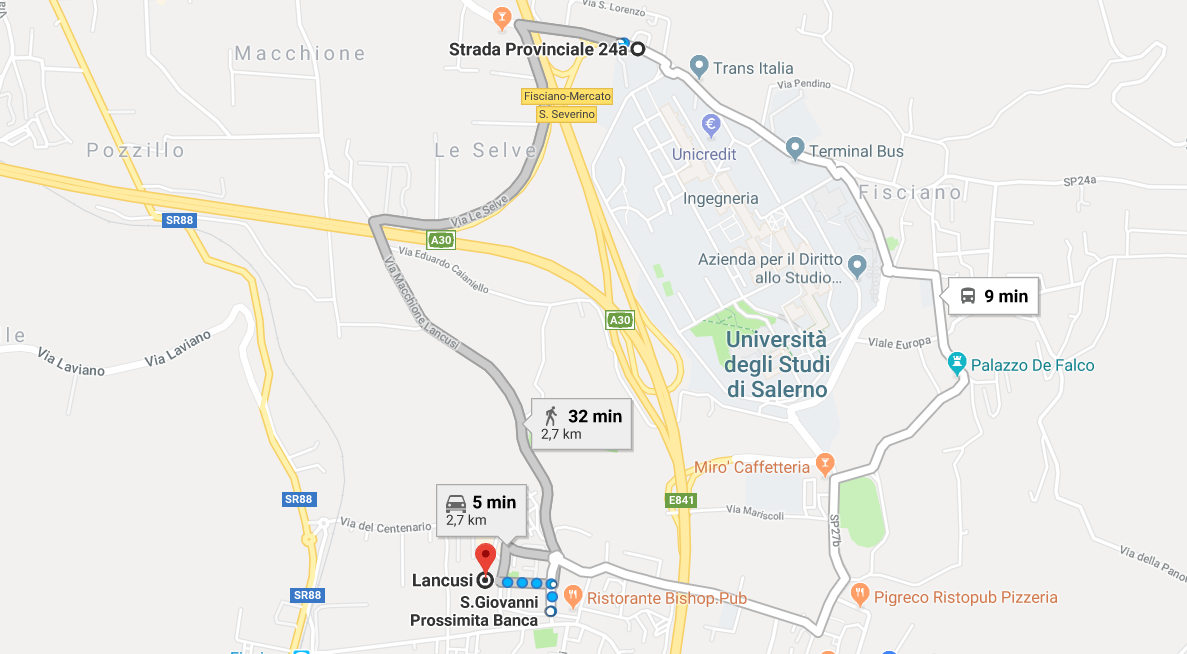 Via S. Lorenzo
Strada Provinciale 24a
Macchione
Trans Italia
Via Pendino
Fisciano-Mercato
S. Severino
Unicredit
Terminal Bus
Pozzillo
Le Selve
SP24a
Fisciano
Ingegneria
Via Le Selve
SR88
A30
Via Eduardo Caianiello
Azienda per il Diritto
allo Studio...
Via Macchione Lancusi
9 min
A30
le
Via Laviano
Via Laviano
Università
degli Studi
di Salerno
Viale Europa
Palazzo De Falco
32 min
2,7 km
Miro' Caffetteria
5 min
2,7 km
SR88
E841
Via Mariscoli
SP27b
Via del Centenario
Via della Pano
Lancusi
SR88
S.Giovanni
Prossimita Banca
Ristorante Bishop.Pub
Pigreco Ristopub Pizzeria